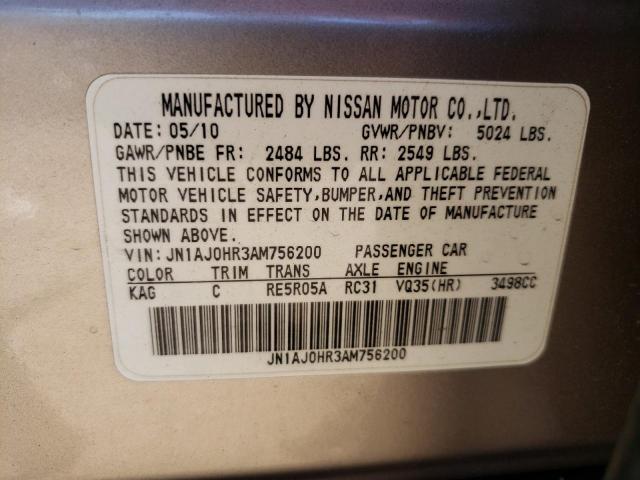 MANUFACTURED BY NISSAN MOTOR CO.,LTD.
DATE: 05/10 GVWR/PNBV: 5024 LBS.
GAWR/PNBE FR: 2484 LBS. RR: 2549 LBS.
THIS VEHICLE CONFORMS TO ALL APPLICABLE FEDERAL
MOTOR VEHICLE SAFETY,BUMPER,AND THEFT PREVENTION
STANDARDS IN EFFECT ON THE DATE OF MANUFACTURE
SHOWN ABOVE.
VIN: JN1AJ0HR3AM756200 PASSENGER CAR
COLOR TRIM TRANS AXLE ENGINE
KAG C RE5R05A RC31 VQ35(HR) 3498CC
JN1AJ0HR3AM756200